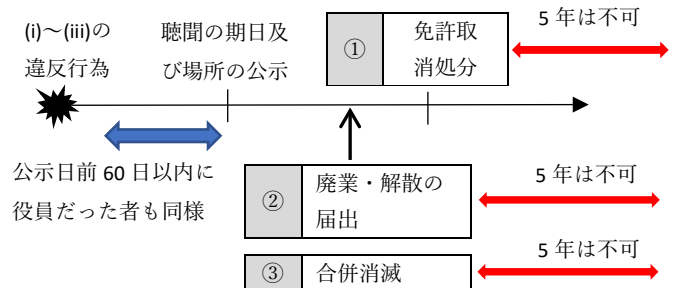 (i)~(iii)の
違反行為
聴聞の期日及
び場所の公示
①
免許取
消処分
5 年は不可
公示日前 60 日以内に
役員だった者も同様
②
廃業・解散の
届出
5 年は不可
③
合併消滅
5 年は不可